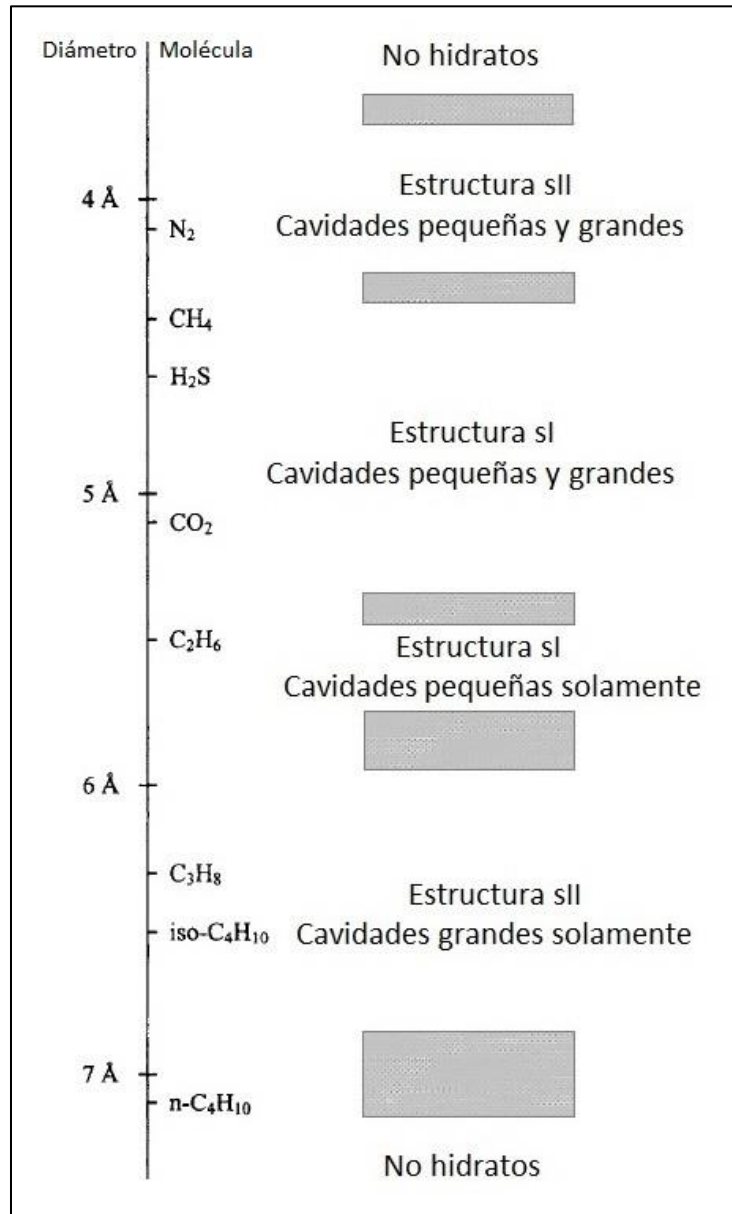 Diámetro Molécula
No hidratos
4 Å
Estructura sII
Cavidades pequeñas y grandes
N₂
CH₄
H₂S
Estructura sI
Cavidades pequeñas y grandes
5 Å
CO₂
C₂H₆
Estructura sI
Cavidades pequeñas solamente
6 Å
C₃H₈
Estructura sII
Cavidades grandes solamente
iso-C₄H₁₀
7 Å
n-C₄H₁₀
No hidratos